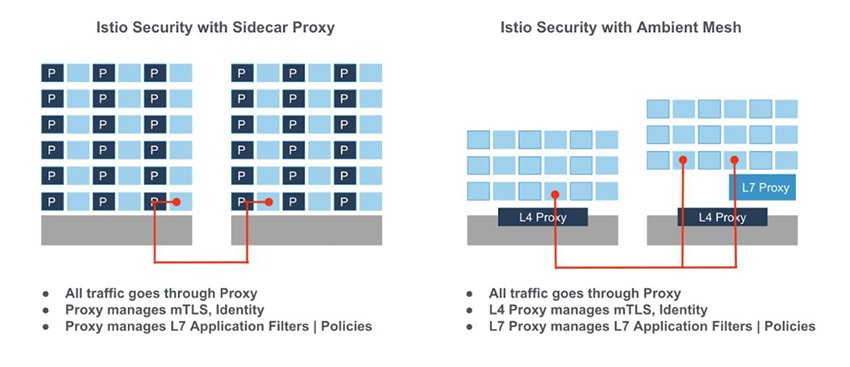 Istio Security with Sidecar Proxy
P P P P P P
P P P P P P
P P P P P P
P P P P P P
P P P P P P
P P P P P P
● All traffic goes through Proxy
● Proxy manages mTLS, Identity
● Proxy manages L7 Application Filters | Policies
Istio Security with Ambient Mesh
L7 Proxy
L4 Proxy
L4 Proxy
● All traffic goes through Proxy
● L4 Proxy manages mTLS, Identity
● L7 Proxy manages L7 Application Filters | Policies